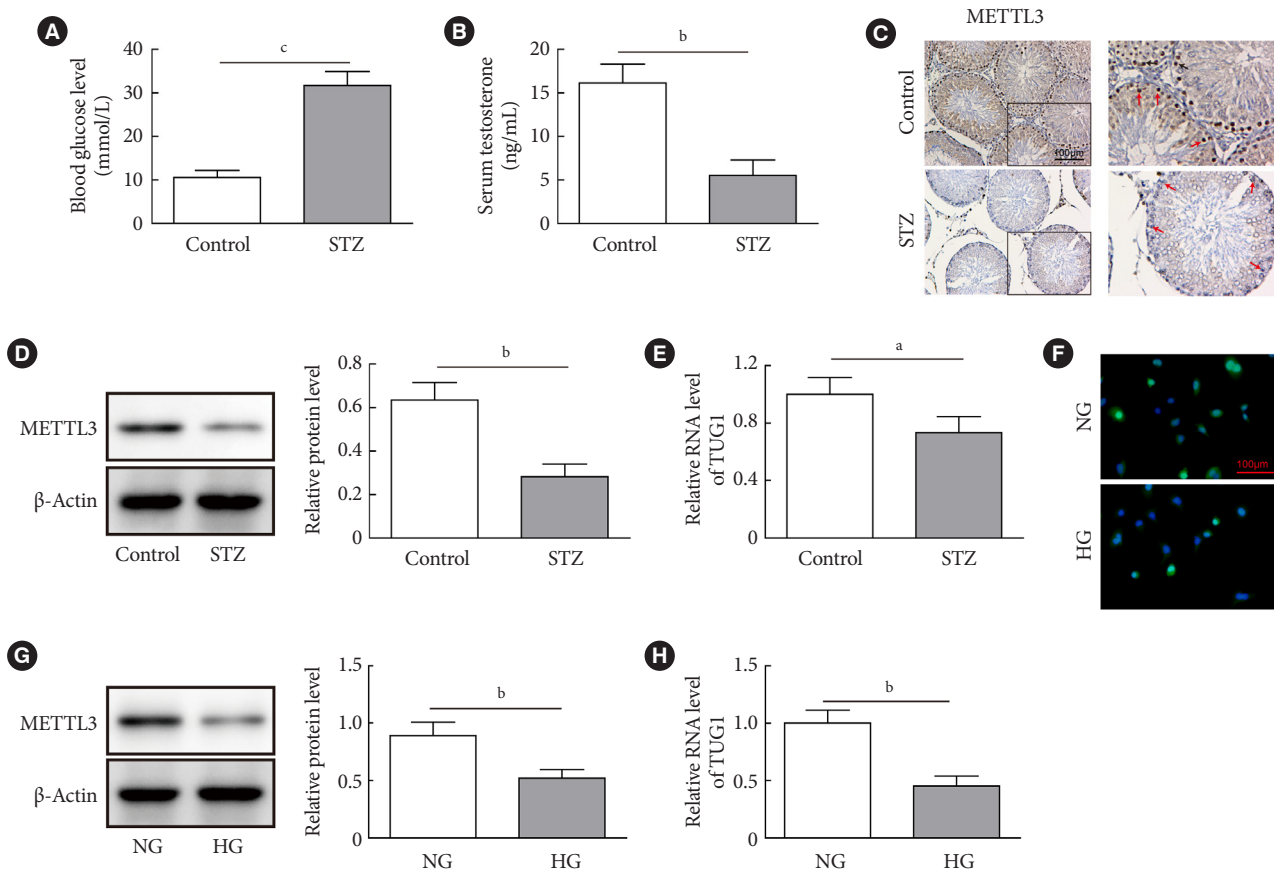 A
Blood glucose level
(mmol/L)
40
30
20
10
0
c
Control
STZ
B
Serum testosterone
(ng/mL)
20
15
10
5
0
b
Control
STZ
C
METTL3
Control
STZ
100μm
D
METTL3
β-Actin
Control
STZ
Relative protein level
0.8
0.6
0.4
0.2
0
b
Control
STZ
E
Relative RNA level
of TUG1
1.2
0.8
0.4
0
a
Control
STZ
F
NG
HG
100μm
G
METTL3
β-Actin
NG
HG
Relative protein level
1.5
1.0
0.5
0
b
NG
HG
H
Relative RNA level
of TUG1
1.5
1.0
0.5
0
b
NG
HG